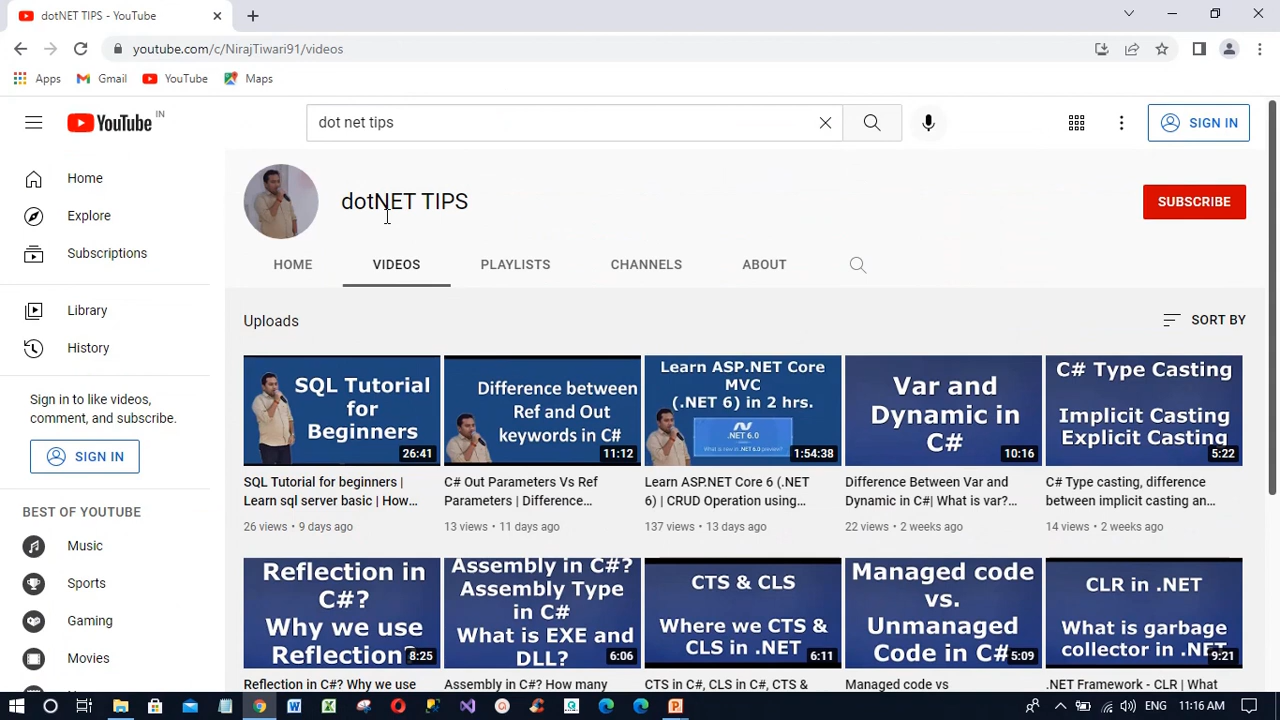 dotNET TIPS - YouTube
youtube.com/c/NirajTiwari91/videos
Apps
Gmail
YouTube
Maps
YouTube IN
dot net tips
SIGN IN
Home
Explore
Subscriptions
Library
History
Sign in to like videos,
comment, and subscribe.
SIGN IN
BEST OF YOUTUBE
Music
Sports
Gaming
Movies
dotNET TIPS
SUBSCRIBE
HOME
VIDEOS
PLAYLISTS
CHANNELS
ABOUT
Uploads
SORT BY
SQL Tutorial
for
Beginners
26:41
SQL Tutorial for beginners |
Learn sql server basic | How...
26 views • 9 days ago
Difference between
Ref and Out
keywords in C#
11:12
C# Out Parameters Vs Ref
Parameters | Difference...
13 views • 11 days ago
Learn ASP.NET Core
MVC
(.NET 6) in 2 hrs.
.NET 6.0
What is new in .NET 6.0 preview?
1:54:38
Learn ASP.NET Core 6 (.NET
6) | CRUD Operation using...
137 views • 13 days ago
Var and
Dynamic in
C#
10:16
Difference Between Var and
Dynamic in C#| What is var?...
22 views • 2 weeks ago
C# Type Casting
Implicit Casting
Explicit Casting
5:22
C# Type casting, difference
between implicit casting an...
14 views • 2 weeks ago
Reflection in
C#?
Why we use
Reflection?
8:25
Reflection in C#? Why we use
Assembly in C#?
Assembly Type
in C#
What is EXE and
DLL?
6:06
Assembly in C#? How many
CTS & CLS
Where we CTS &
CLS in .NET
6:11
CTS in C#, CLS in C#, CTS &
Managed code
vs.
Unmanaged
Code in C#
5:09
Managed code vs
CLR in .NET
What is garbage
collector in .NET
9:21
.NET Framework - CLR | What
11:16 AM